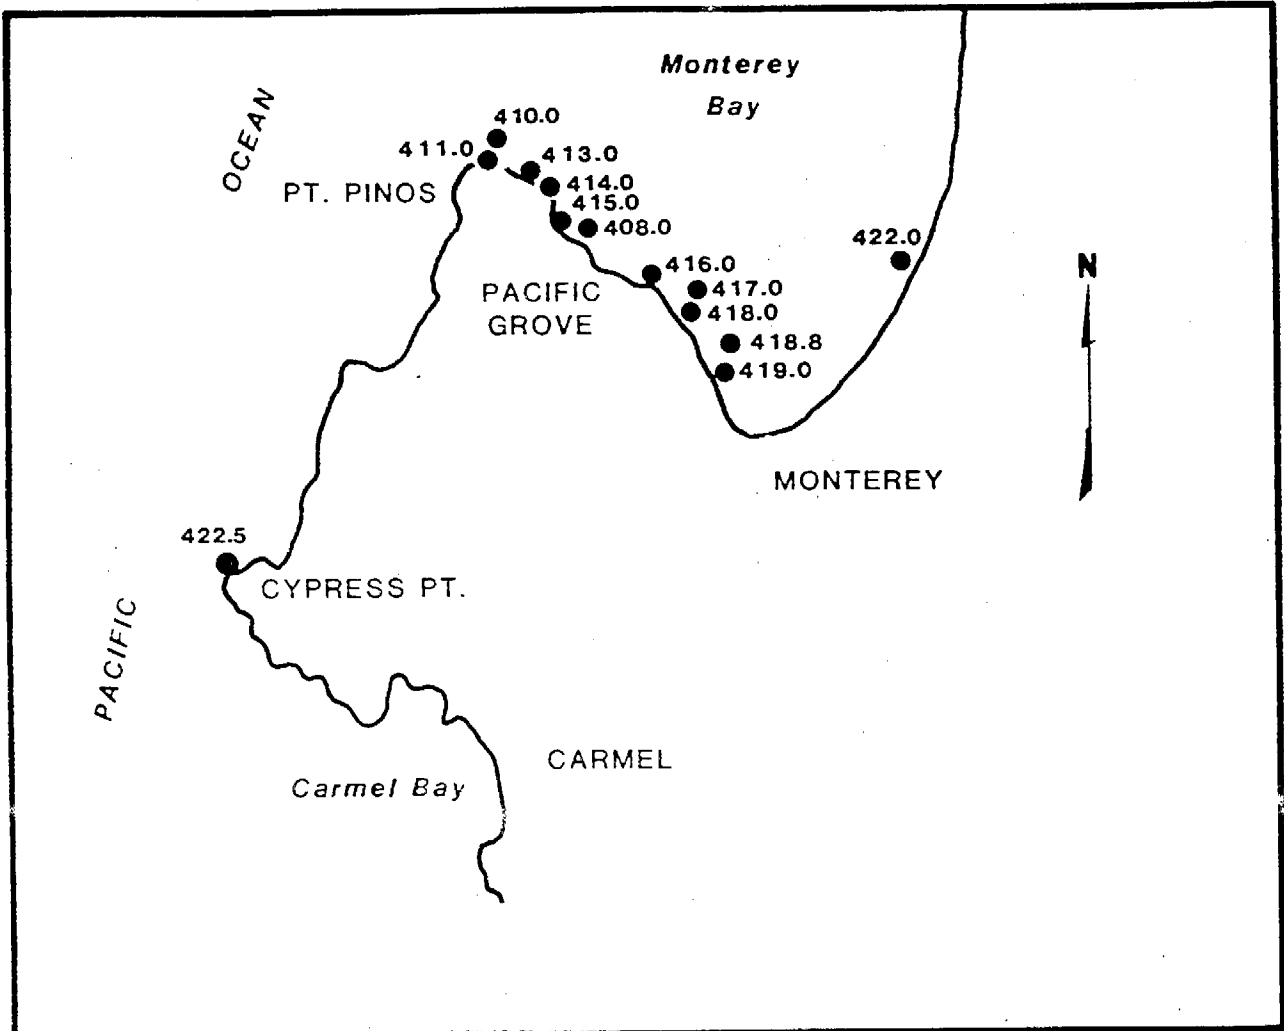 Monterey
Bay
OCEAN
410.0
411.0
413.0
PT. PINOS
414.0
415.0
408.0
422.0
416.0
N
PACIFIC
GROVE
417.0
418.0
418.8
419.0
MONTEREY
422.5
CYPRESS PT.
PACIFIC
CARMEL
Carmel Bay